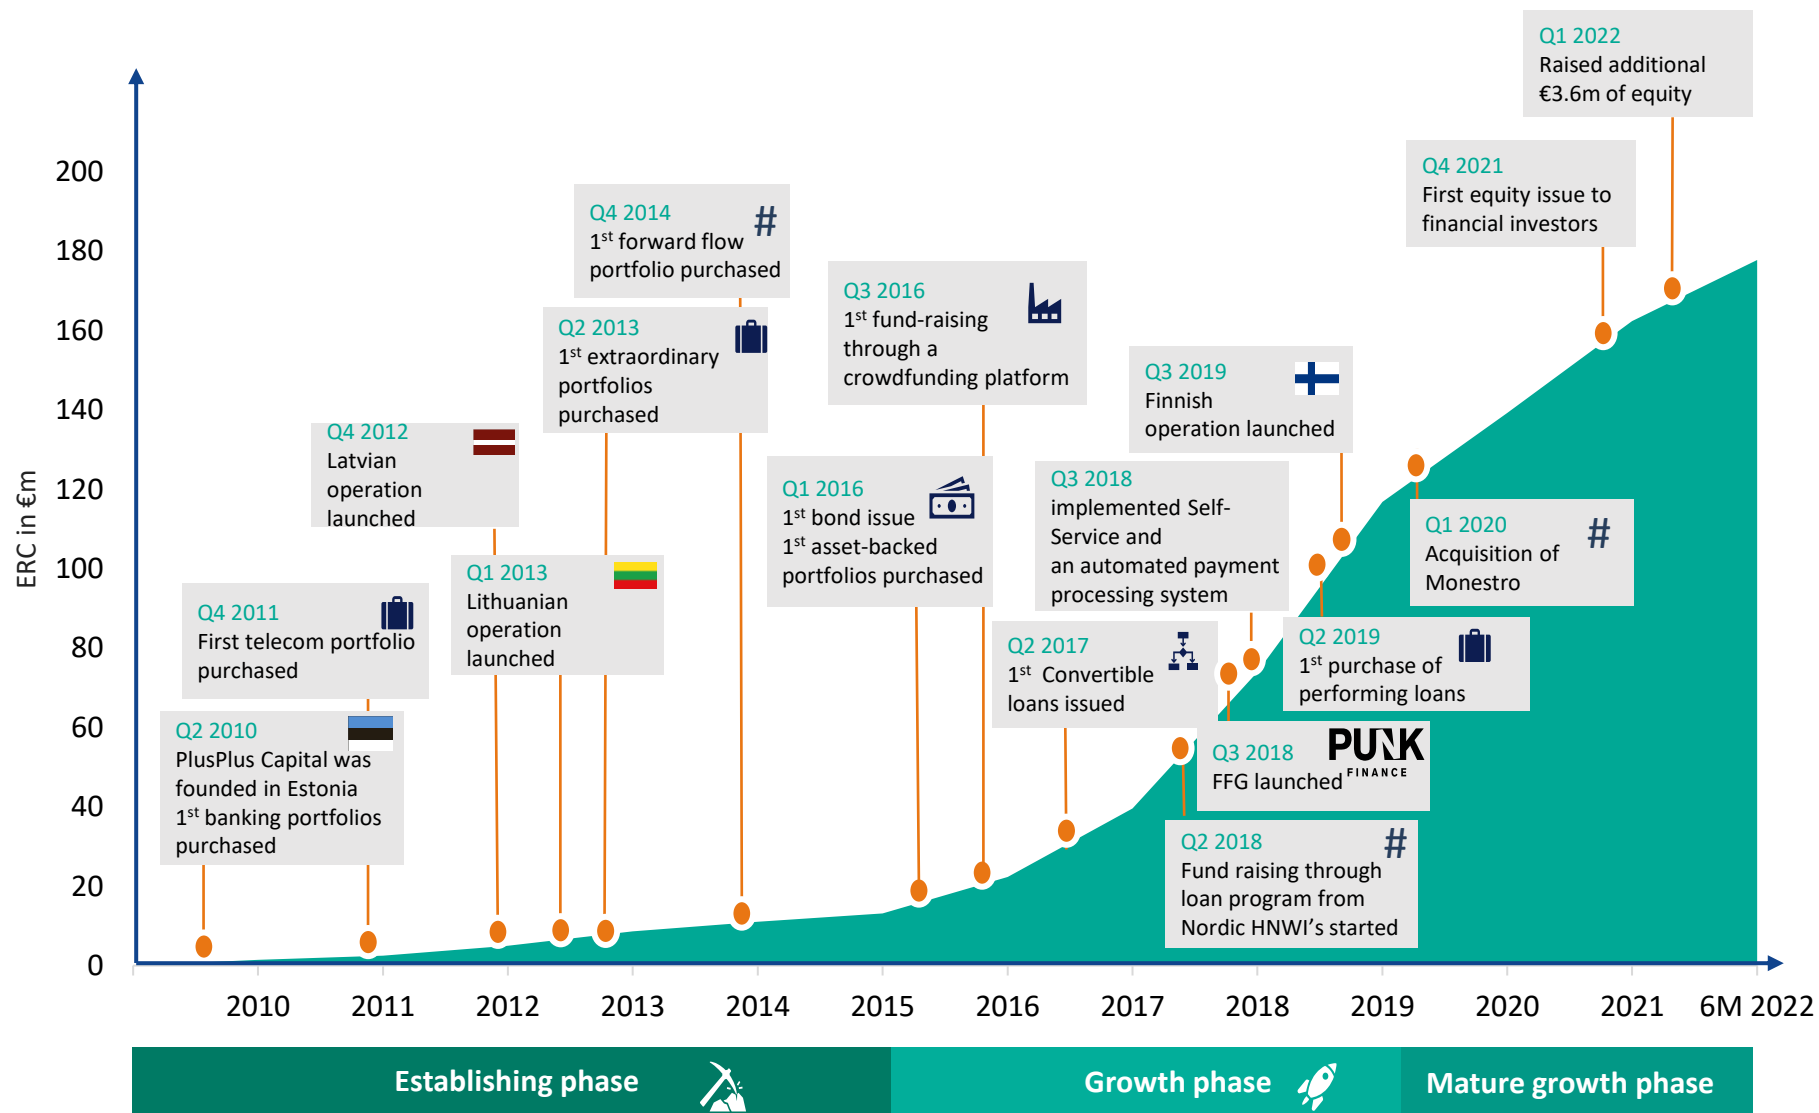 Q1 2022
Raised additional
€3.6m of equity
Q4 2021
First equity issue to
financial investors
Q4 2014
#
1st forward flow
portfolio purchased
Q3 2016
1st fund-raising
through a
crowdfunding platform
Q2 2013
1st extraordinary
portfolios
purchased
Q3 2019
Finnish
operation launched
Q4 2012
Latvian
operation
launched
Q1 2016
1st bond issue
1st asset-backed
portfolios purchased
Q3 2018
implemented Self-
Service and
an automated payment
processing system
Q1 2020
#
Acquisition of
Monestro
Q1 2013
Lithuanian
operation
launched
Q4 2011
First telecom portfolio
purchased
Q2 2017
1st Convertible
loans issued
Q2 2019
1st purchase of
performing loans
Q2 2010
PlusPlus Capital was
founded in Estonia
1st banking portfolios
purchased
Q3 2018
FFG launched
PUNK
FINANCE
Q2 2018
#
Fund raising through
loan program from
Nordic HNWI's started
ERC in €m
200
180
160
140
120
100
80
60
40
20
0
2010 2011 2012 2013 2014 2015 2016 2017 2018 2019 2020 2021 6M 2022
Establishing phase
Growth phase
Mature growth phase